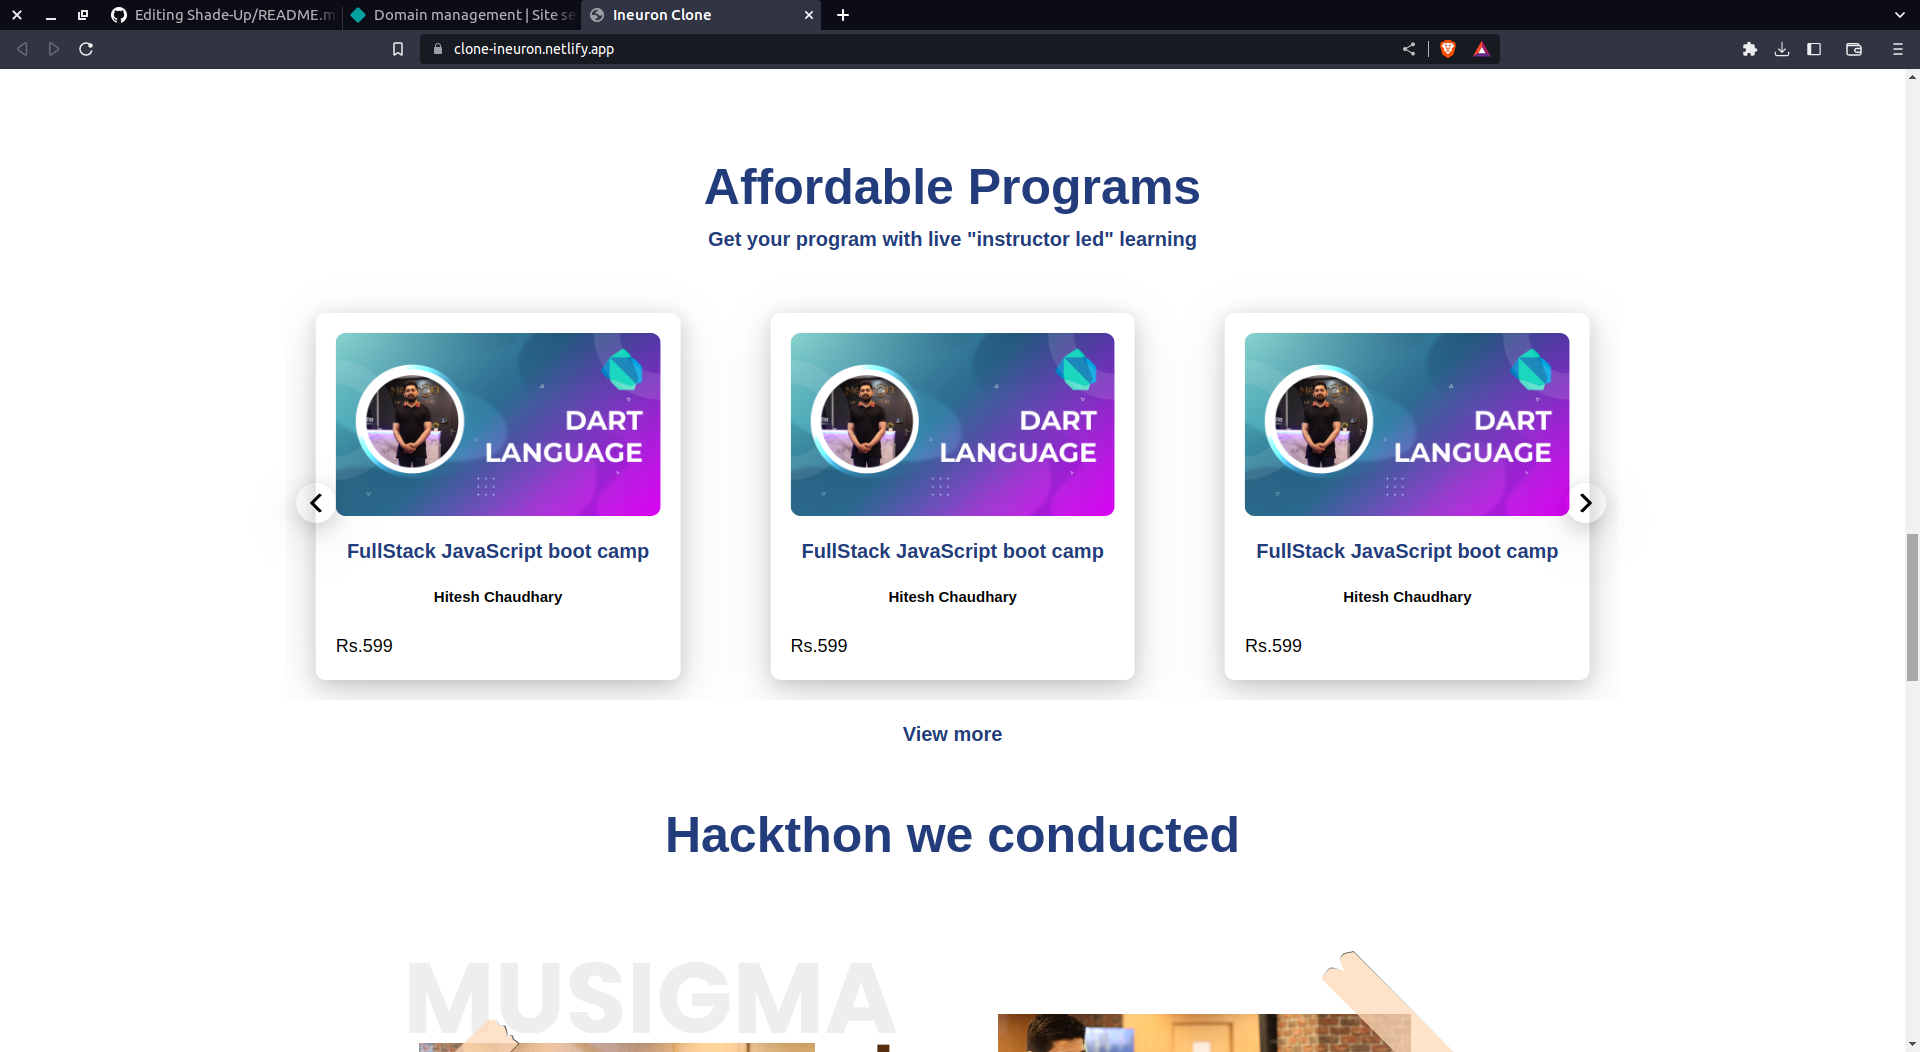 Editing Shade-Up/README.m
Domain management | Site se
Ineuron Clone
clone-ineuron.netlify.app
Affordable Programs
Get your program with live "instructor led" learning
DART
LANGUAGE
FullStack JavaScript boot camp
Hitesh Chaudhary
Rs.599
DART
LANGUAGE
FullStack JavaScript boot camp
Hitesh Chaudhary
Rs.599
DART
LANGUAGE
FullStack JavaScript boot camp
Hitesh Chaudhary
Rs.599
View more
Hackthon we conducted
MUSIGMA